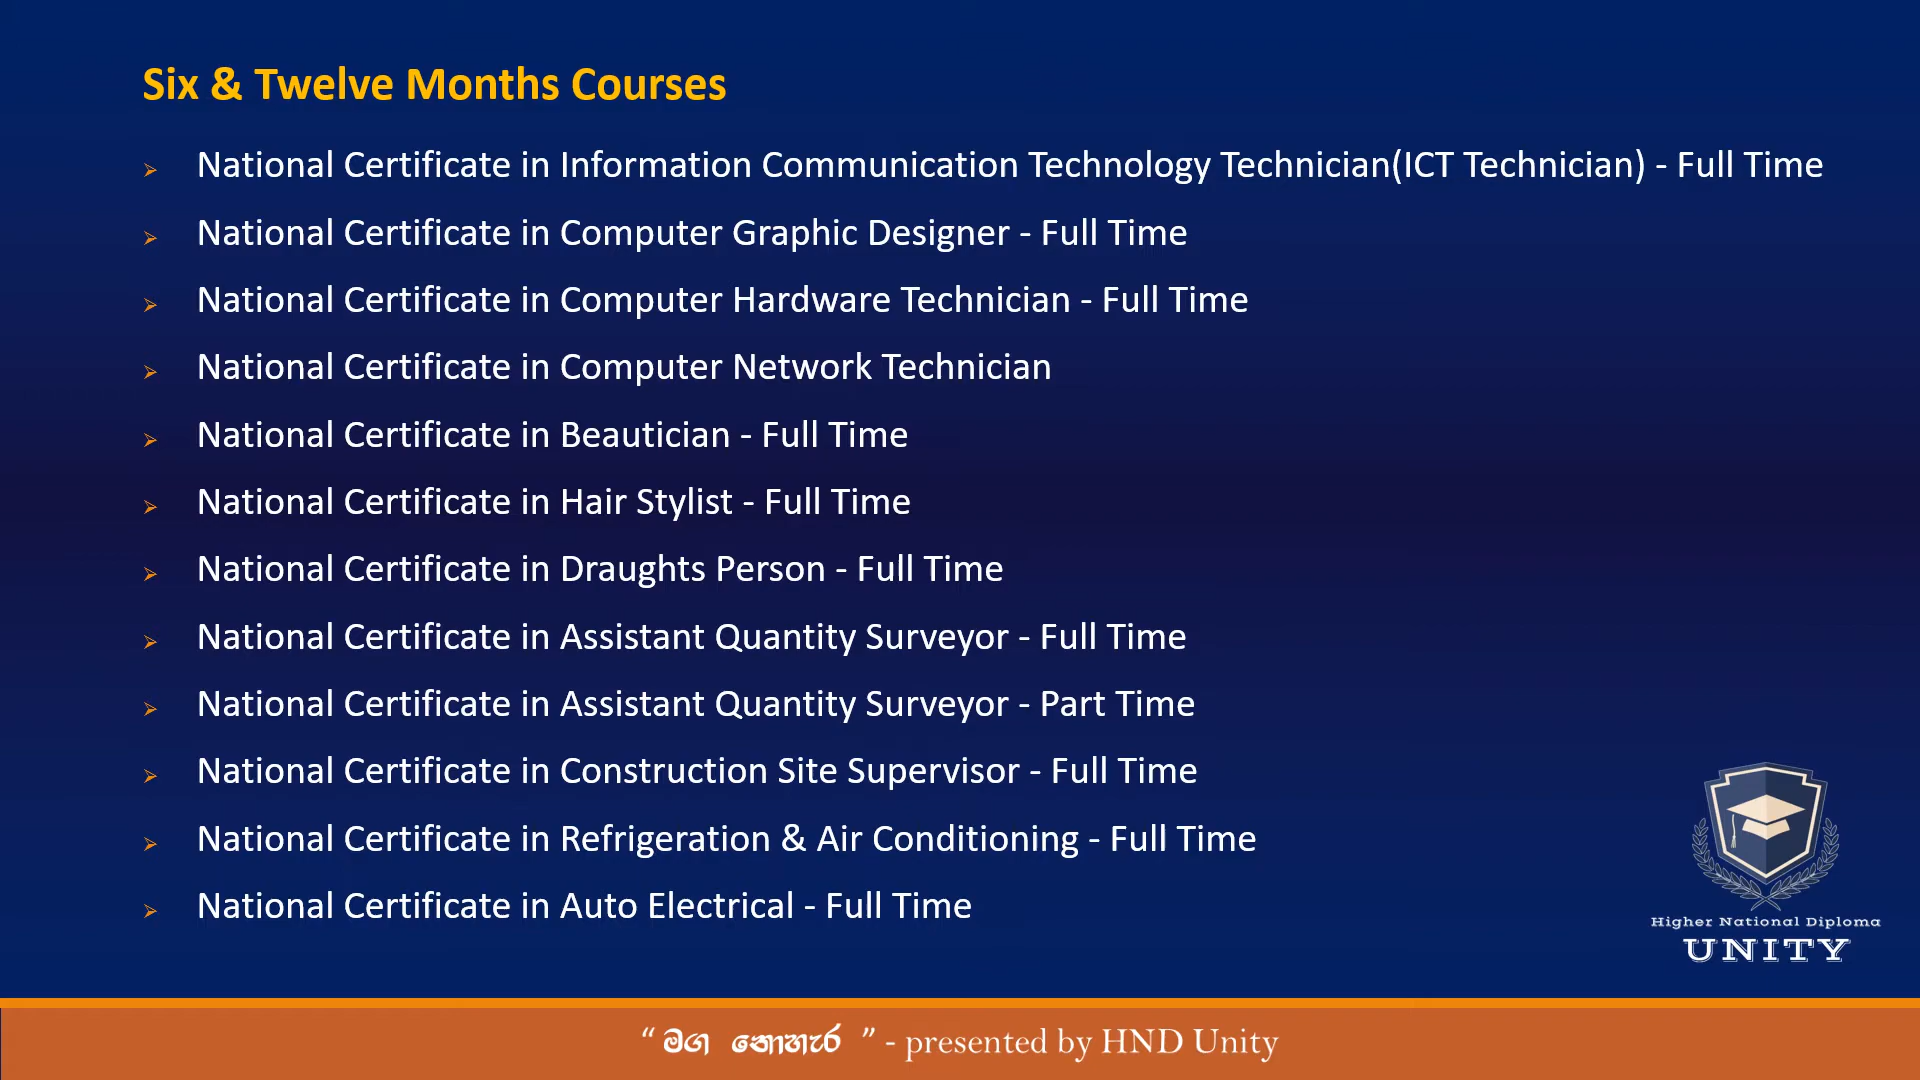 Six & Twelve Months Courses
National Certificate in Information Communication Technology Technician(ICT Technician) - Full Time
National Certificate in Computer Graphic Designer - Full Time
National Certificate in Computer Hardware Technician - Full Time
National Certificate in Computer Network Technician
National Certificate in Beautician - Full Time
National Certificate in Hair Stylist - Full Time
National Certificate in Draughts Person - Full Time
National Certificate in Assistant Quantity Surveyor - Full Time
National Certificate in Assistant Quantity Surveyor - Part Time
National Certificate in Construction Site Supervisor - Full Time
National Certificate in Refrigeration & Air Conditioning - Full Time
National Certificate in Auto Electrical - Full Time
Higher National Diploma
UNITY
“ මග නොහැර ” - presented by HND Unity